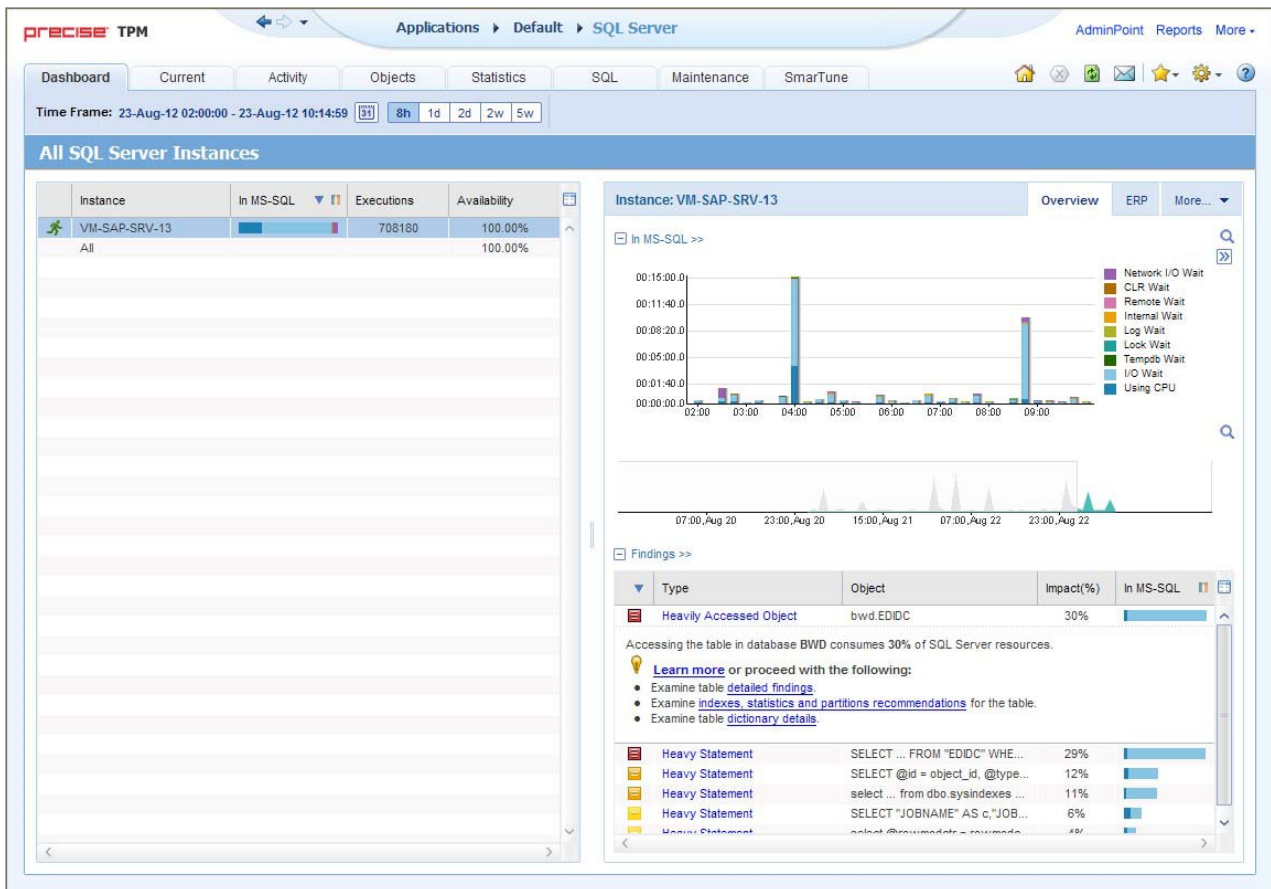 precise TPM
Applications Default SQL Server
AdminPoint Reports More
Dashboard Current Activity Objects Statistics SQL Maintenance SmarTune
Time Frame: 23-Aug-12 02:00:00 - 23-Aug-12 10:14:59 31 8h 1d 2d 2w 5w
All SQL Server Instances
Instance In MS-SQL Executions Availability
VM-SAP-SRV-13 708180 100.00%
All 100.00%
Instance: VM-SAP-SRV-13 Overview ERP More...
In MS-SQL >>
00:15:00.0
00:11:40.0
00:08:20.0
00:05:00.0
00:01:40.0
00:00:00.0
02:00 03:00 04:00 05:00 06:00 07:00 08:00 09:00
Network I/O Wait
CLR Wait
Remote Wait
Internal Wait
Log Wait
Lock Wait
Tempdb Wait
I/O Wait
Using CPU
07:00,Aug 20 23:00,Aug 20 15:00,Aug 21 07:00,Aug 22 23:00,Aug 22
Findings >>
Type Object Impact(%) In MS-SQL
Heavily Accessed Object bwd.EDIDC 30%
Accessing the table in database BWD consumes 30% of SQL Server resources.
Learn more or proceed with the following:
Examine table detailed findings.
Examine indexes, statistics and partitions recommendations for the table.
Examine table dictionary details.
Heavy Statement SELECT ... FROM "EDIDC" WHE... 29%
Heavy Statement SELECT @id = object_id, @type... 12%
Heavy Statement select ... from dbo.sysindexes ... 11%
Heavy Statement SELECT "JOBNAME" AS c,"JOB... 6%
Heavy Statement 4%